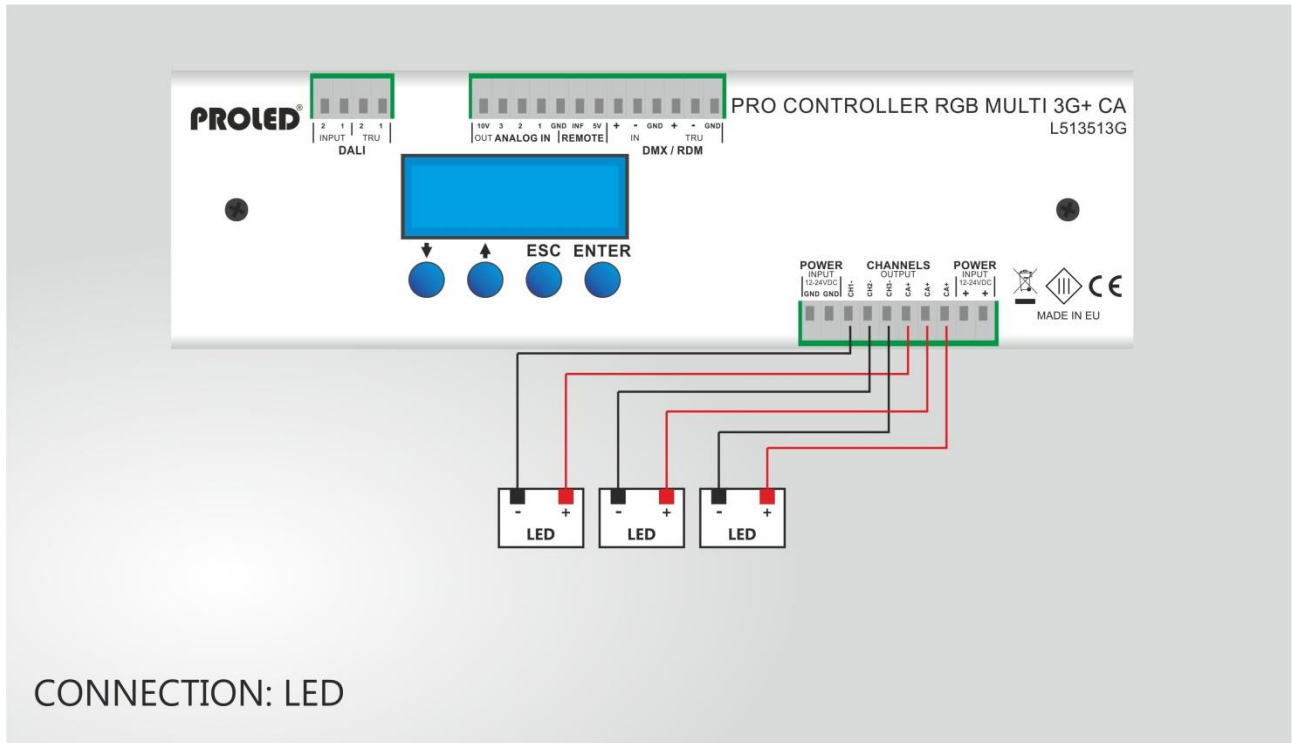 PROLED®
2 1 2 1
INPUT TRU
DALI
10V 3 2 1 GND INF 5V + - GND + - GND
OUT ANALOG IN REMOTE IN TRU
DMX / RDM
PRO CONTROLLER RGB MULTI 3G+ CA
L513513G
ESC ENTER
POWER CHANNELS POWER
INPUT OUTPUT INPUT
12-24VDC 12-24VDC
GND GND CH1- CH2- CH3- CA+ CA+ CA+ + +
III
CE
MADE IN EU
- + - + - +
LED LED LED
CONNECTION: LED